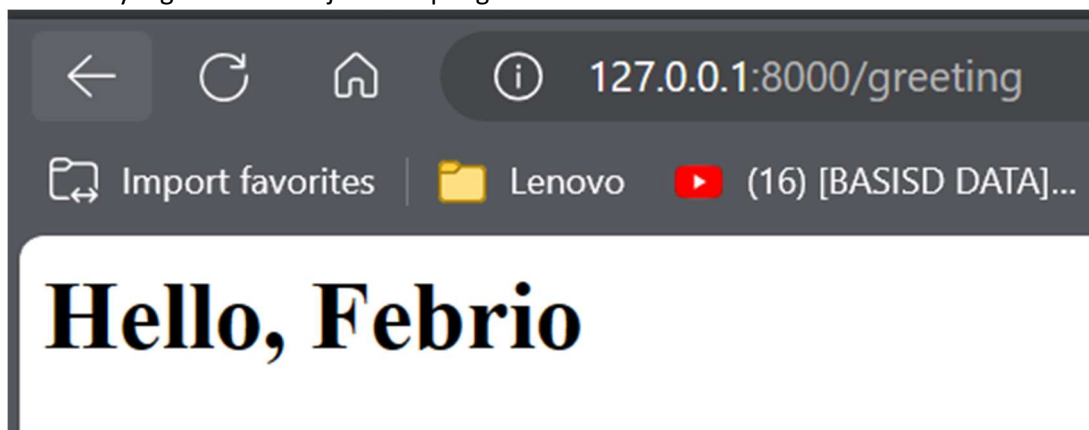 127.0.0.1:8000/greeting
Import favorites Lenovo (16) [BASISD DATA]...
Hello, Febrio